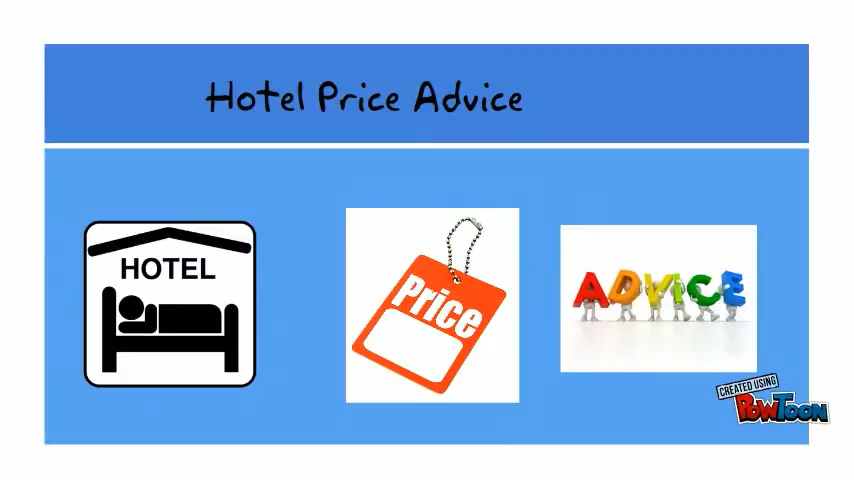 Hotel Price Advice
HOTEL
Price
ADVICE
CREATED USING
POWTOON